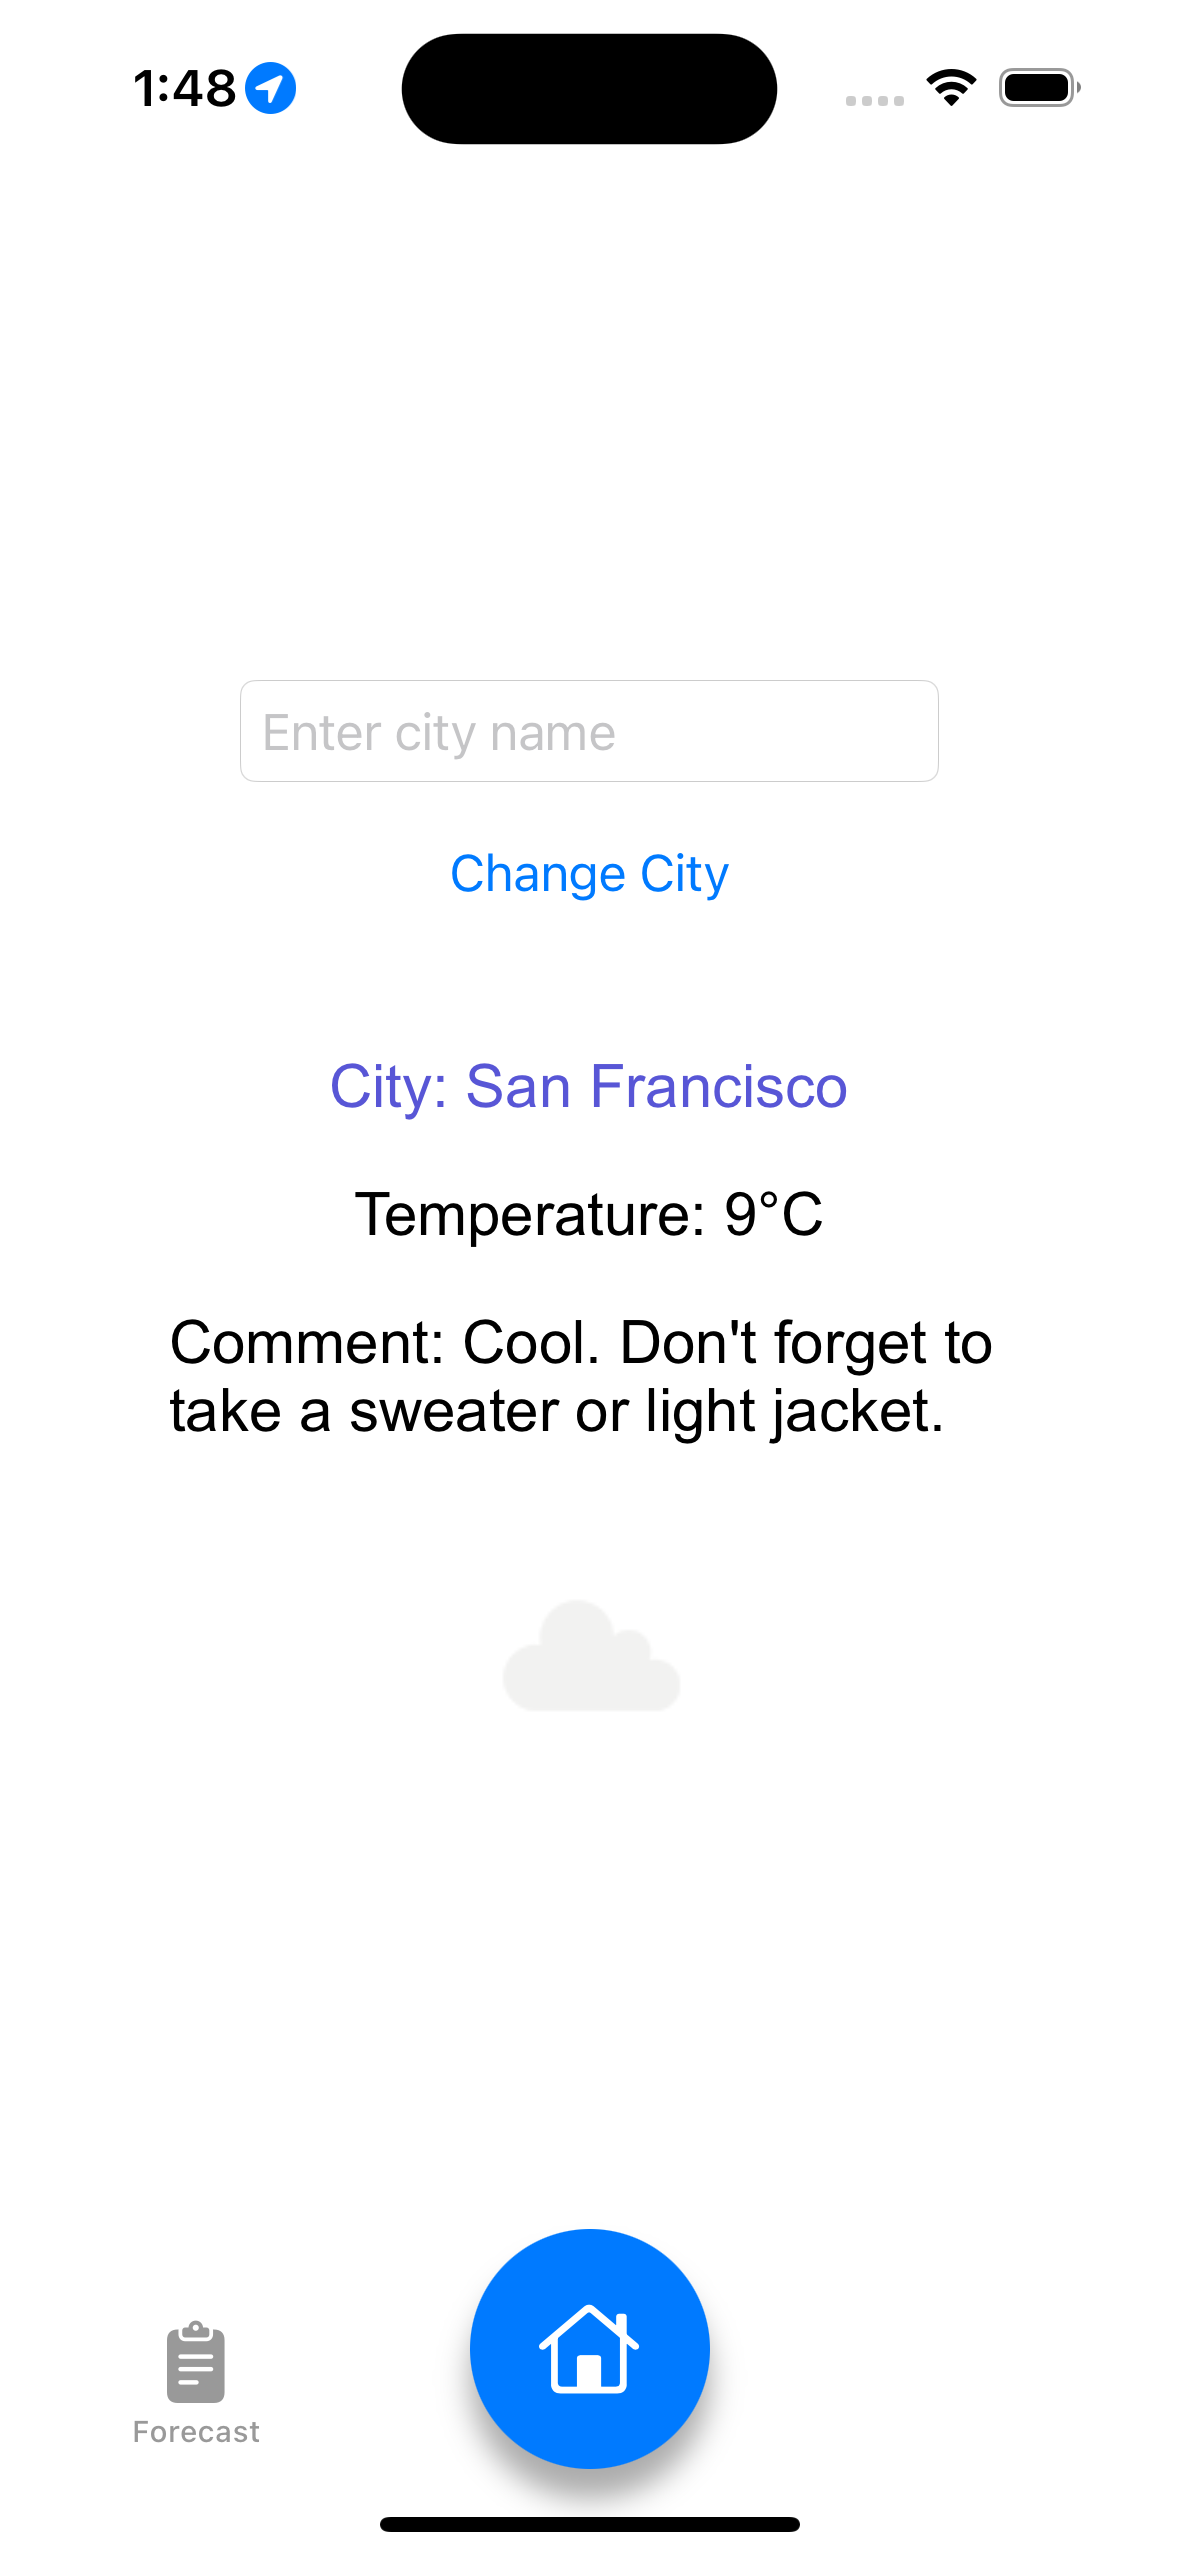 1:48
Enter city name
Change City
City: San Francisco
Temperature: 9°C
Comment: Cool. Don't forget to
take a sweater or light jacket.
Forecast